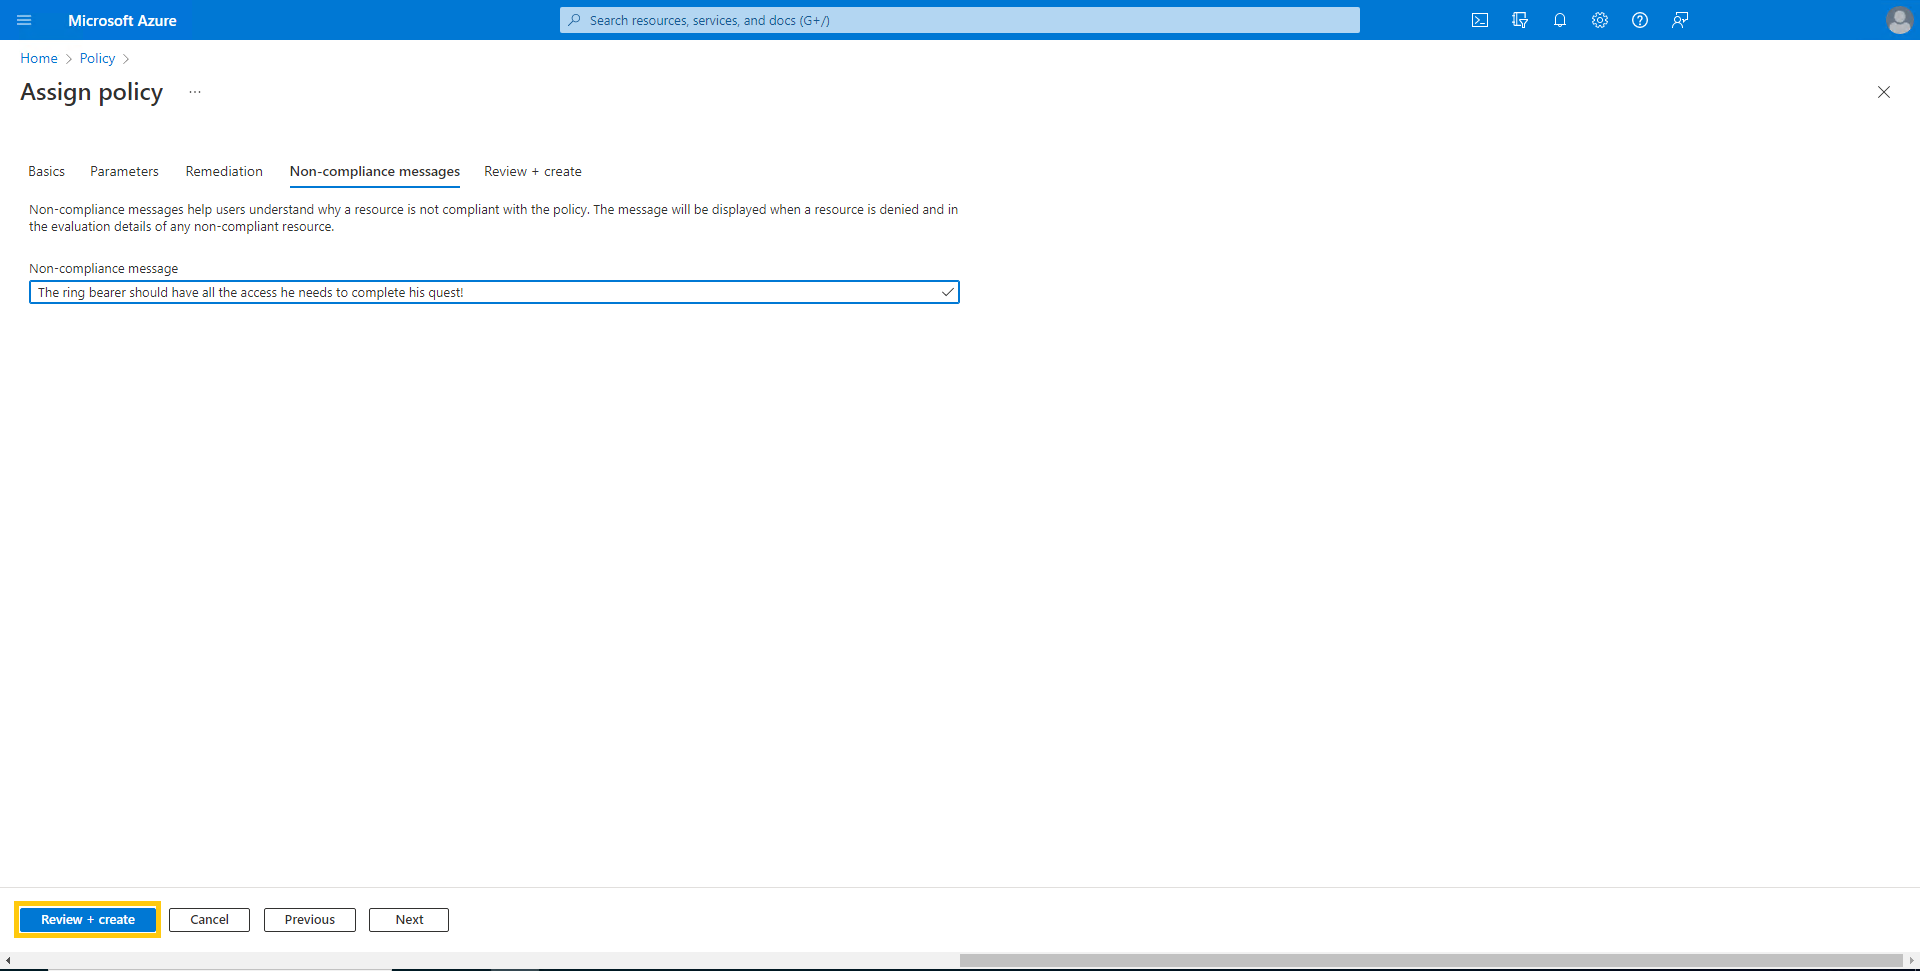 Microsoft Azure
Search resources, services, and docs (G+/)
Home > Policy >
Assign policy ...
Basics Parameters Remediation Non-compliance messages Review + create
Non-compliance messages help users understand why a resource is not compliant with the policy. The message will be displayed when a resource is denied and in
the evaluation details of any non-compliant resource.
Non-compliance message
The ring bearer should have all the access he needs to complete his quest!
Review + create Cancel Previous Next